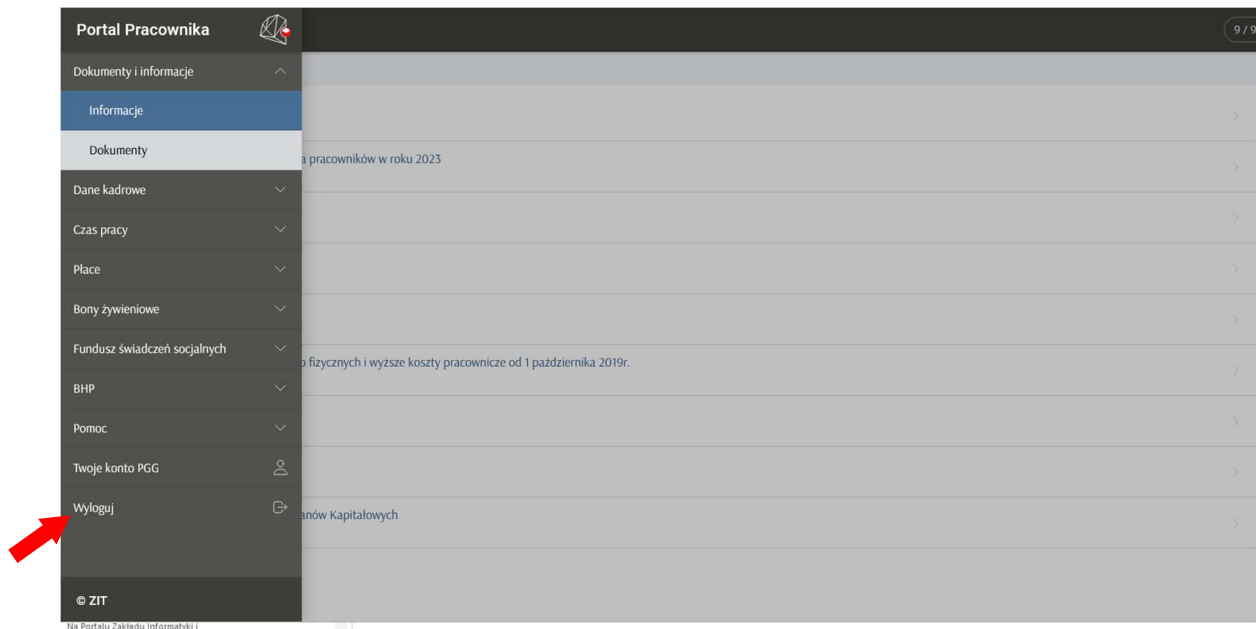 Portal Pracownika
9 / 9
Dokumenty i informacje
Informacje
Dokumenty
a pracowników w roku 2023
Dane kadrowe
Czas pracy
Płace
Bony żywieniowe
Fundusz świadczeń socjalnych
fizycznych i wyższe koszty pracownicze od 1 października 2019r.
BHP
Pomoc
Twoje konto PGG
Wyloguj
anów Kapitałowych
© ZIT
Na Portalu Zakładu Informatyki i